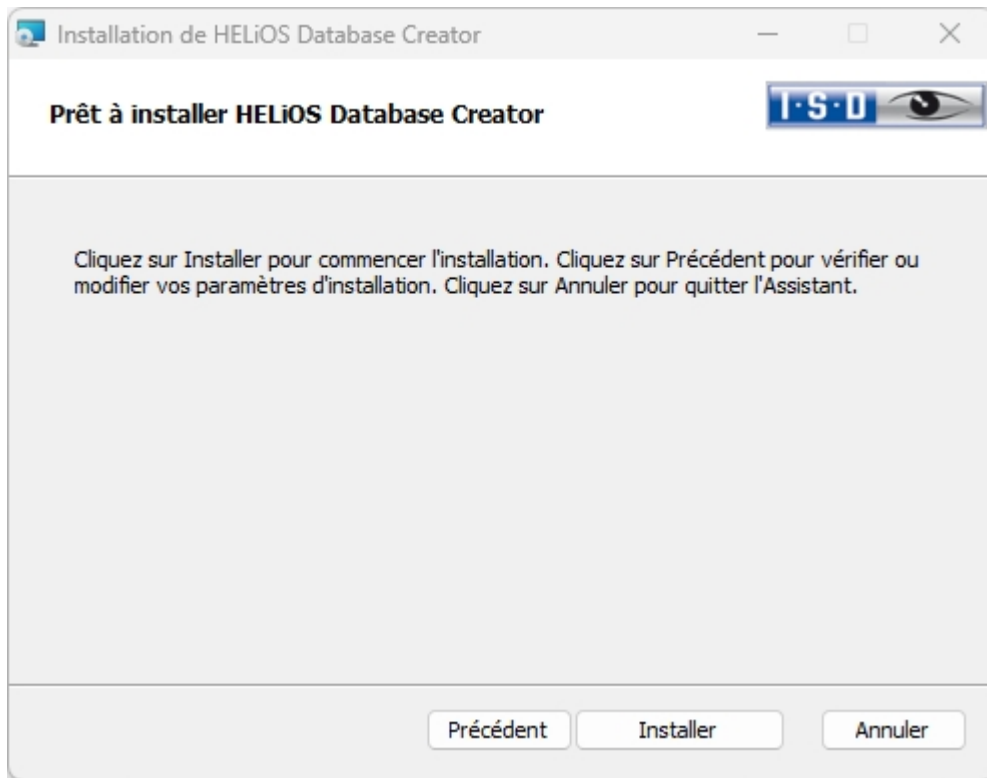 Installation de HELiOS Database Creator
Prêt à installer HELiOS Database Creator
I·S·D
Cliquez sur Installer pour commencer l'installation. Cliquez sur Précédent pour vérifier ou
modifier vos paramètres d'installation. Cliquez sur Annuler pour quitter l'Assistant.
Précédent
Installer
Annuler